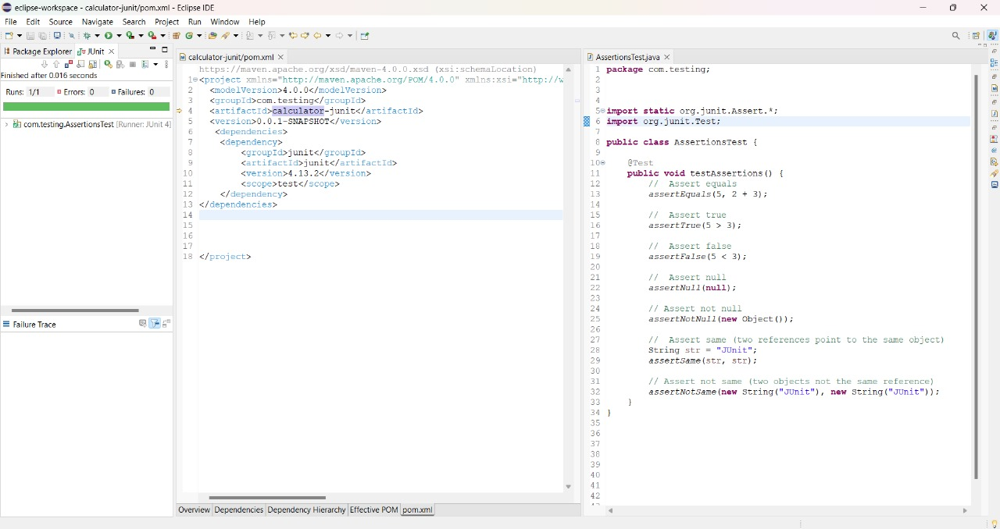 eclipse-workspace - calculator-junit/pom.xml - Eclipse IDE
File Edit Source Navigate Search Project Run Window Help
Package Explorer JUnit
Finished after 0.016 seconds
Runs: 1/1 Errors: 0 Failures: 0
com.testing.AssertionsTest [Runner: JUnit 4]
Failure Trace
calculator-junit/pom.xml
https://maven.apache.org/xsd/maven-4.0.0.xsd (xsi:schemaLocation)
1 <project xmlns="http://maven.apache.org/POM/4.0.0" xmlns:xsi="http://w
2 <modelVersion>4.0.0</modelVersion>
3 <groupId>com.testing</groupId>
4 <artifactId>calculator-junit</artifactId>
5 <version>0.0.1-SNAPSHOT</version>
6 <dependencies>
7 <dependency>
8 <groupId>junit</groupId>
9 <artifactId>junit</artifactId>
10 <version>4.13.2</version>
11 <scope>test</scope>
12 </dependency>
13 </dependencies>
14
15
16
17
18 </project>
Overview Dependencies Dependency Hierarchy Effective POM pom.xml
AssertionsTest.java
1 package com.testing;
2
3
4
5 import static org.junit.Assert.*;
6 import org.junit.Test;
7
8 public class AssertionsTest {
9
10 @Test
11 public void testAssertions() {
12 // Assert equals
13 assertEquals(5, 2 + 3);
14
15 // Assert true
16 assertTrue(5 > 3);
17
18 // Assert false
19 assertFalse(5 < 3);
20
21 // Assert null
22 assertNull(null);
23
24 // Assert not null
25 assertNotNull(new Object());
26
27 // Assert same (two references point to the same object)
28 String str = "JUnit";
29 assertSame(str, str);
30
31 // Assert not same (two objects not the same reference)
32 assertNotSame(new String("JUnit"), new String("JUnit"));
33 }
34 }
35
36
37
38
39
40
41
42